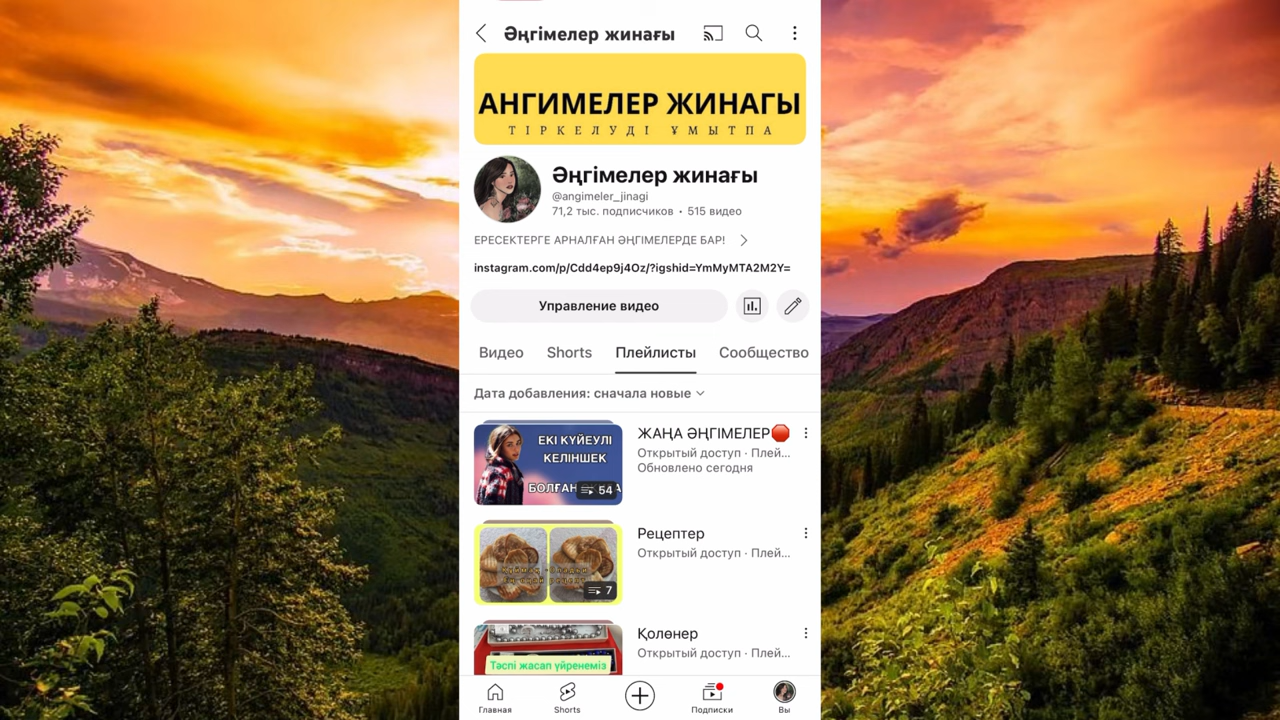 Әңгімелер жинағы
АНГИМЕЛЕР ЖИНАГЫ
ТІРКЕЛУДІ ҰМЫТПА
Әңгімелер жинағы
@angimeler_jinagi
71,2 тыс. подписчиков • 515 видео
ЕРЕСЕКТЕРГЕ АРНАЛҒАН ӘҢГІМЕЛЕРДЕ БАР!
instagram.com/p/Cdd4ep9j4Oz/?igshid=YmMyMTA2M2Y=
Управление видео
Видео Shorts Плейлисты Сообщество
Дата добавления: сначала новые
ЕКІ КҮЙЕУЛІ
КЕЛІНШЕК
54
ЖАҢА ӘҢГІМЕЛЕР
Открытый доступ · Плей...
Обновлено сегодня
7
Рецептер
Открытый доступ · Плей...
Тәспі жасап үйренеміз
Қолөнер
Открытый доступ · Плей...
Главная Shorts Подписки Вы